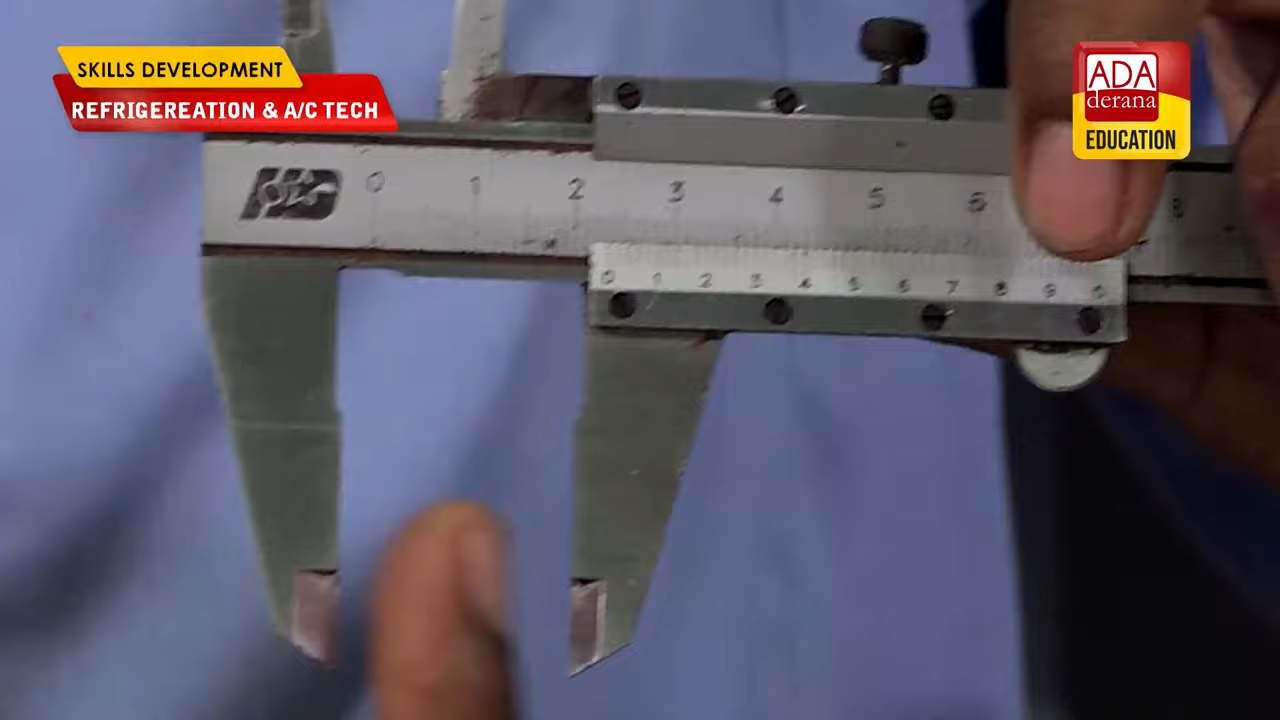 SKILLS DEVELOPMENT
REFRIGEREATION & A/C TECH
ADA
derana
EDUCATION
0 1 2 3 4 5 6 8
0 1 2 3 4 5 6 7 8 9